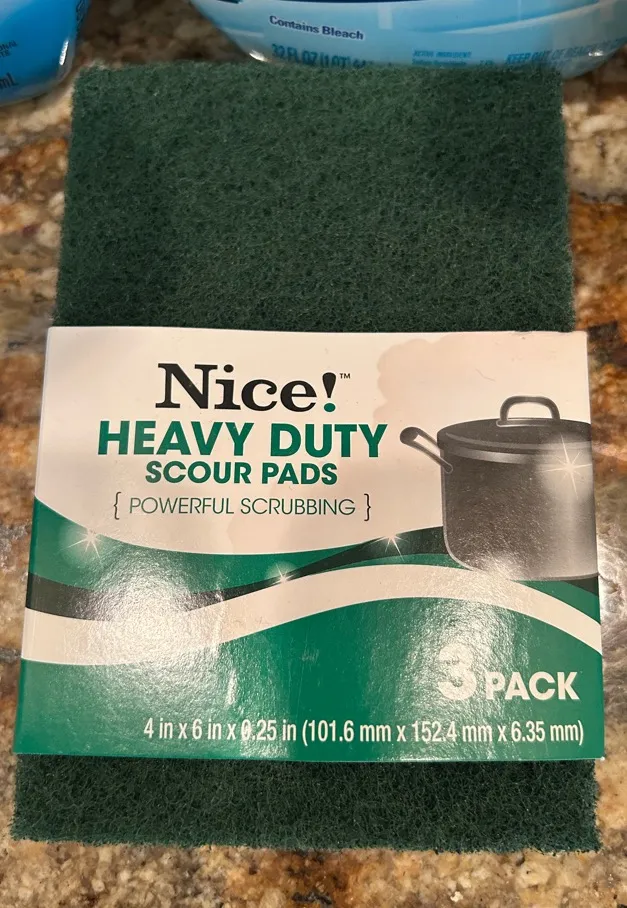 Contains Bleach
Nice!™
HEAVY DUTY
SCOUR PADS
{ POWERFUL SCRUBBING }
3 PACK
4 in x 6 in x 0.25 in (101.6 mm x 152.4 mm x 6.35 mm)